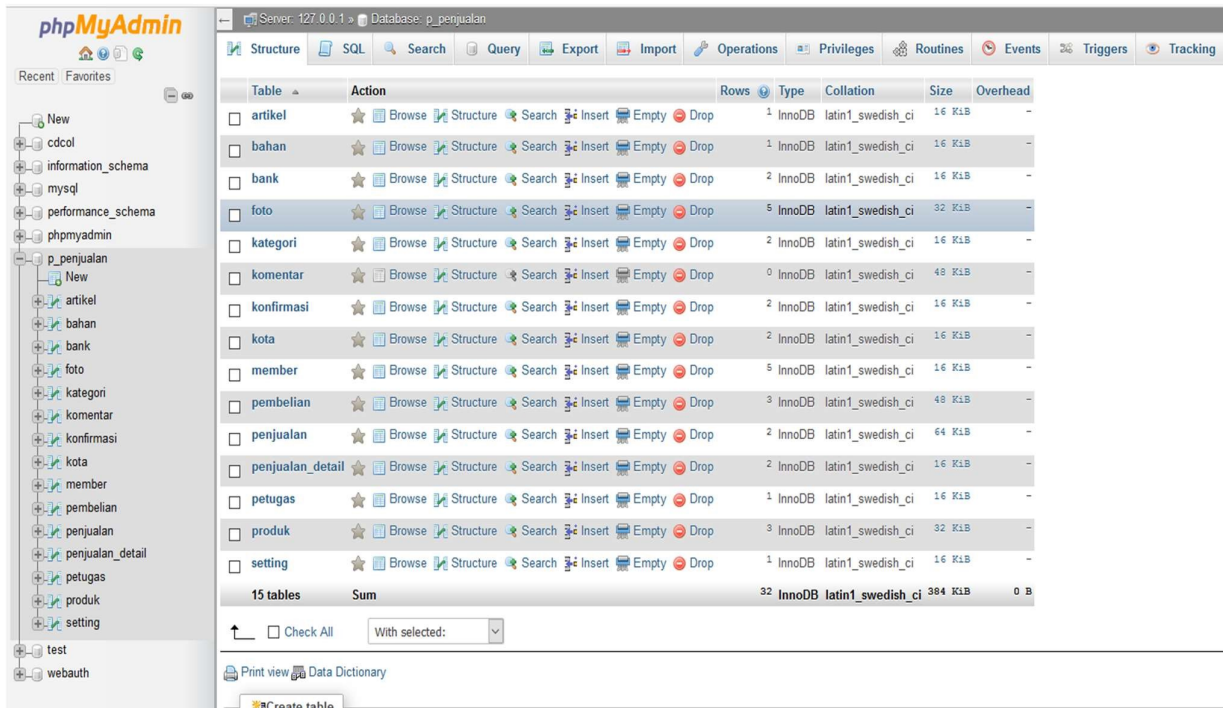 phpMyAdmin
Recent Favorites
New
cdcol
information_schema
mysql
performance_schema
phpmyadmin
p_penjualan
New
artikel
bahan
bank
foto
kategori
komentar
konfirmasi
kota
member
pembelian
penjualan
penjualan_detail
petugas
produk
setting
test
webauth
Server: 127.0.0.1 » Database: p_penjualan
Structure SQL Search Query Export Import Operations Privileges Routines Events Triggers Tracking
Table Action Rows Type Collation Size Overhead
artikel Browse Structure Search Insert Empty Drop 1 InnoDB latin1_swedish_ci 16 KiB -
bahan Browse Structure Search Insert Empty Drop 1 InnoDB latin1_swedish_ci 16 KiB -
bank Browse Structure Search Insert Empty Drop 2 InnoDB latin1_swedish_ci 16 KiB -
foto Browse Structure Search Insert Empty Drop 5 InnoDB latin1_swedish_ci 32 KiB -
kategori Browse Structure Search Insert Empty Drop 2 InnoDB latin1_swedish_ci 16 KiB -
komentar Browse Structure Search Insert Empty Drop 0 InnoDB latin1_swedish_ci 48 KiB -
konfirmasi Browse Structure Search Insert Empty Drop 2 InnoDB latin1_swedish_ci 16 KiB -
kota Browse Structure Search Insert Empty Drop 2 InnoDB latin1_swedish_ci 16 KiB -
member Browse Structure Search Insert Empty Drop 5 InnoDB latin1_swedish_ci 16 KiB -
pembelian Browse Structure Search Insert Empty Drop 3 InnoDB latin1_swedish_ci 48 KiB -
penjualan Browse Structure Search Insert Empty Drop 2 InnoDB latin1_swedish_ci 64 KiB -
penjualan_detail Browse Structure Search Insert Empty Drop 2 InnoDB latin1_swedish_ci 16 KiB -
petugas Browse Structure Search Insert Empty Drop 1 InnoDB latin1_swedish_ci 16 KiB -
produk Browse Structure Search Insert Empty Drop 3 InnoDB latin1_swedish_ci 32 KiB -
setting Browse Structure Search Insert Empty Drop 1 InnoDB latin1_swedish_ci 16 KiB -
15 tables Sum 32 InnoDB latin1_swedish_ci 384 KiB 0 B
Check All With selected:
Print view Data Dictionary
Create table